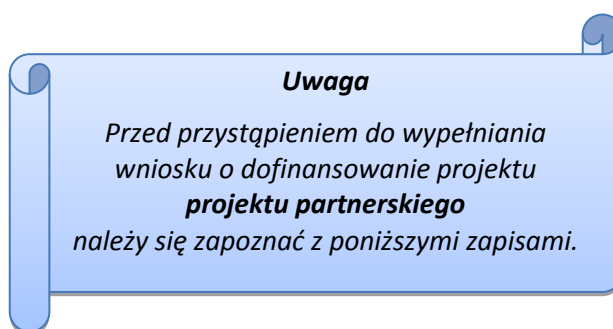 Uwaga
Przed przystąpieniem do wypełniania
wniosku o dofinansowanie projektu
projektu partnerskiego
należy się zapoznać z poniższymi zapisami.